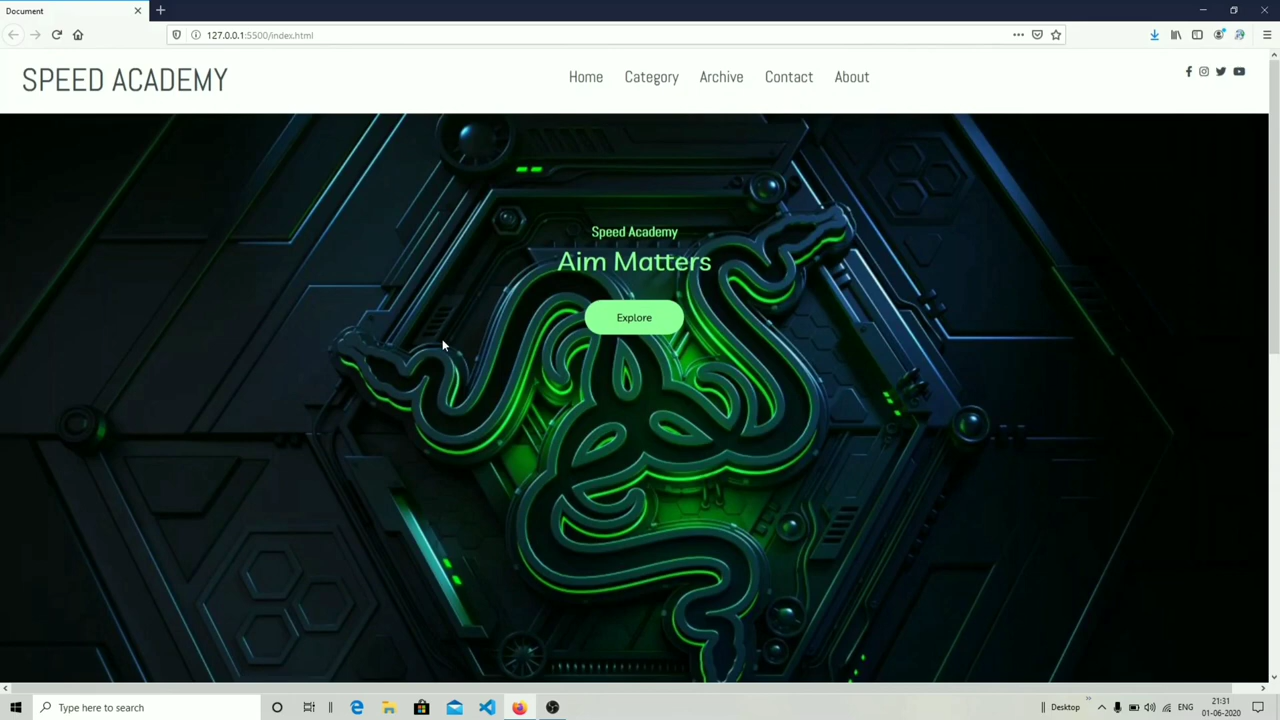 Document
127.0.0.1:5500/index.html
SPEED ACADEMY
Home Category Archive Contact About
Speed Academy
Aim Matters
Explore
Type here to search
Desktop
ENG
21:31
01-06-2020